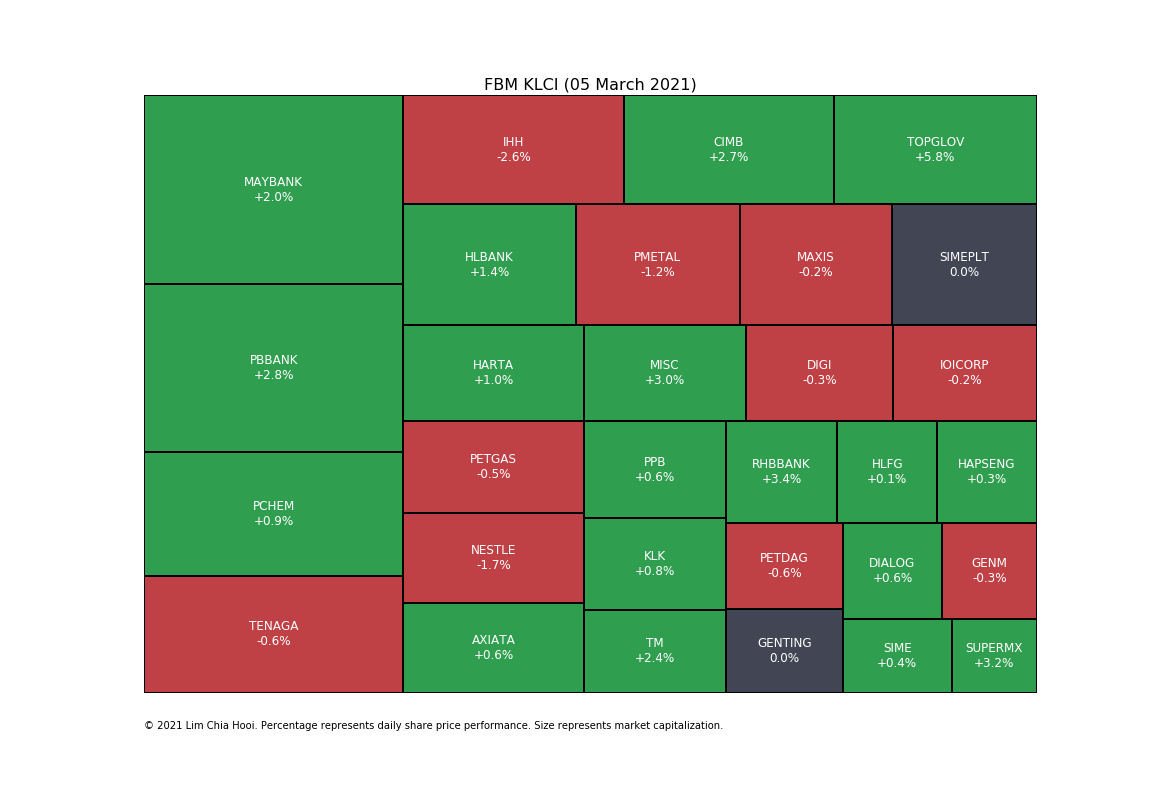 FBM KLCI (05 March 2021)
MAYBANK
+2.0%
PBBANK
+2.8%
PCHEM
+0.9%
TENAGA
-0.6%
IHH
-2.6%
CIMB
+2.7%
TOPGLOV
+5.8%
HLBANK
+1.4%
PMETAL
-1.2%
MAXIS
-0.2%
SIMEPLT
0.0%
HARTA
+1.0%
MISC
+3.0%
DIGI
-0.3%
IOICORP
-0.2%
PETGAS
-0.5%
NESTLE
-1.7%
AXIATA
+0.6%
PPB
+0.6%
KLK
+0.8%
TM
+2.4%
RHBBANK
+3.4%
HLFG
+0.1%
HAPSENG
+0.3%
PETDAG
-0.6%
GENTING
0.0%
DIALOG
+0.6%
GENM
-0.3%
SIME
+0.4%
SUPERMX
+3.2%
© 2021 Lim Chia Hooi. Percentage represents daily share price performance. Size represents market capitalization.